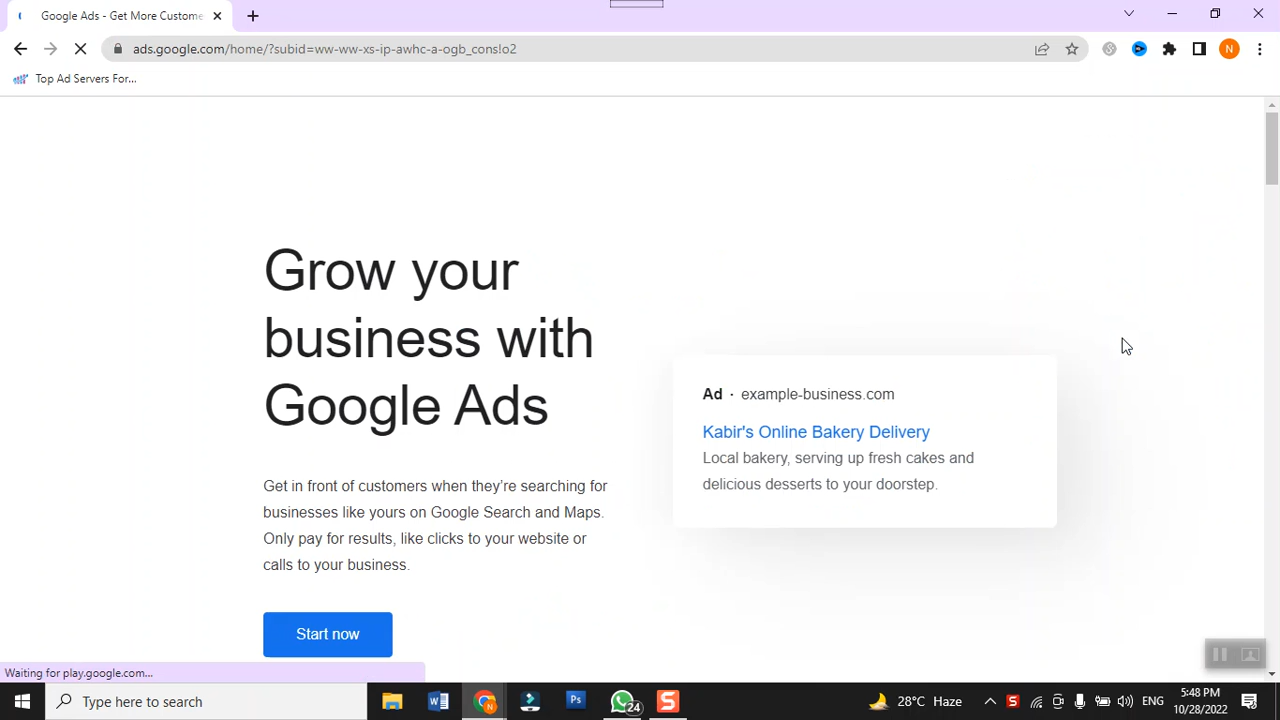 Google Ads - Get More Custome
ads.google.com/home/?subid=ww-ww-xs-ip-awhc-a-ogb_cons!o2
N
Top Ad Servers For...
Grow your
business with
Google Ads
Get in front of customers when they're searching for
businesses like yours on Google Search and Maps.
Only pay for results, like clicks to your website or
calls to your business.
Start now
Ad · example-business.com
Kabir's Online Bakery Delivery
Local bakery, serving up fresh cakes and
delicious desserts to your doorstep.
Waiting for play.google.com...
Type here to search
W
N
Ps
24
S
28°C Haze
S
ENG
5:48 PM
10/28/2022